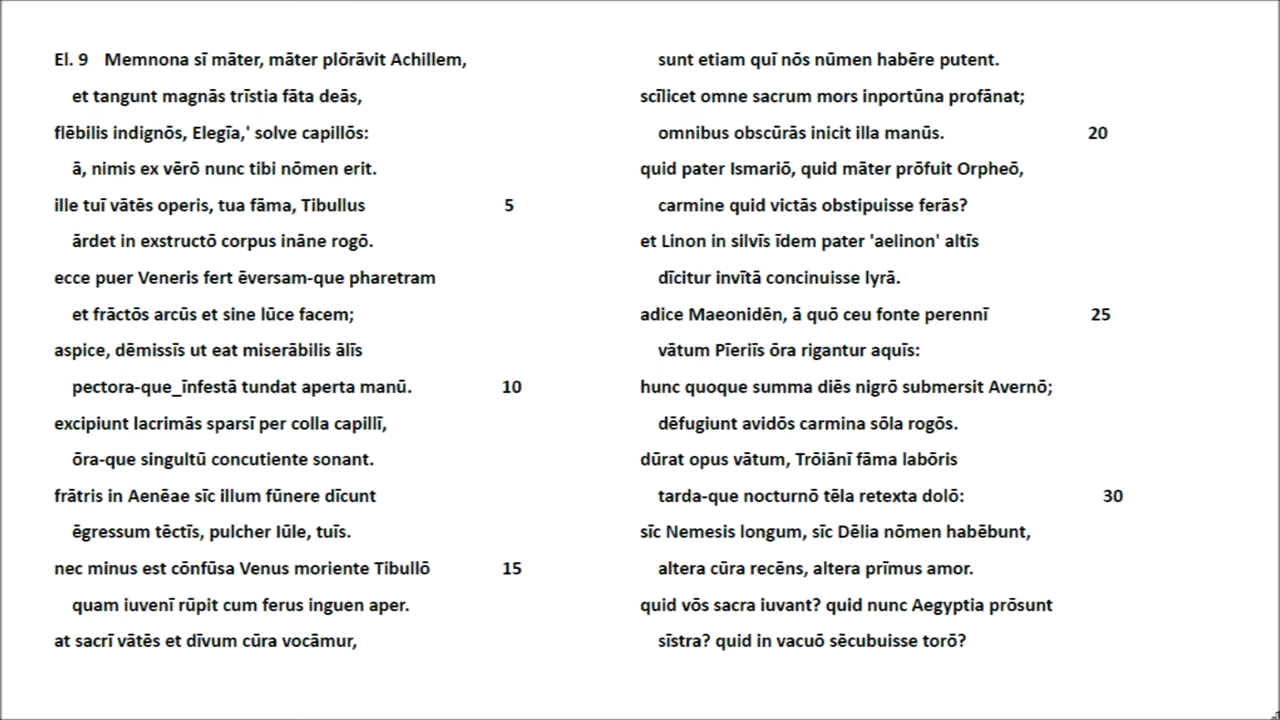 El. 9 Memnona sī māter, māter plōrāvit Achillem,
et tangunt magnās trīstia fāta deās,
flēbilis indignōs, Elegīa,' solve capillōs:
ā, nimis ex vērō nunc tibi nōmen erit.
ille tuī vātēs operis, tua fāma, Tibullus 5
ārdet in exstructō corpus ināne rogō.
ecce puer Veneris fert ēversam-que pharetram
et frāctōs arcūs et sine lūce facem;
aspice, dēmissīs ut eat miserābilis ālīs
pectora-que_īnfestā tundat aperta manū. 10
excipiunt lacrimās sparsī per colla capillī,
ōra-que singultū concutiente sonant.
frātris in Aenēae sīc illum fūnere dīcunt
ēgressum tēctīs, pulcher Iūle, tuīs.
nec minus est cōnfūsa Venus moriente Tibullō 15
quam iuvenī rūpit cum ferus inguen aper.
at sacrī vātēs et dīvum cūra vocāmur,
sunt etiam quī nōs nūmen habēre putent.
scīlicet omne sacrum mors inportūna profānat;
omnibus obscūrās inicit illa manūs. 20
quid pater Ismariō, quid māter prōfuit Orpheō,
carmine quid victās obstipuisse ferās?
et Linon in silvīs īdem pater 'aelinon' altīs
dīcitur invītā concinuisse lyrā.
adice Maeonidēn, ā quō ceu fonte perennī 25
vātum Pīeriīs ōra rigantur aquīs:
hunc quoque summa diēs nigrō submersit Avernō;
dēfugiunt avidōs carmina sōla rogōs.
dūrat opus vātum, Trōiānī fāma labōris
tarda-que nocturnō tēla retexta dolō: 30
sīc Nemesis longum, sīc Dēlia nōmen habēbunt,
altera cūra recēns, altera prīmus amor.
quid vōs sacra iuvant? quid nunc Aegyptia prōsunt
sīstra? quid in vacuō sēcubuisse torō?